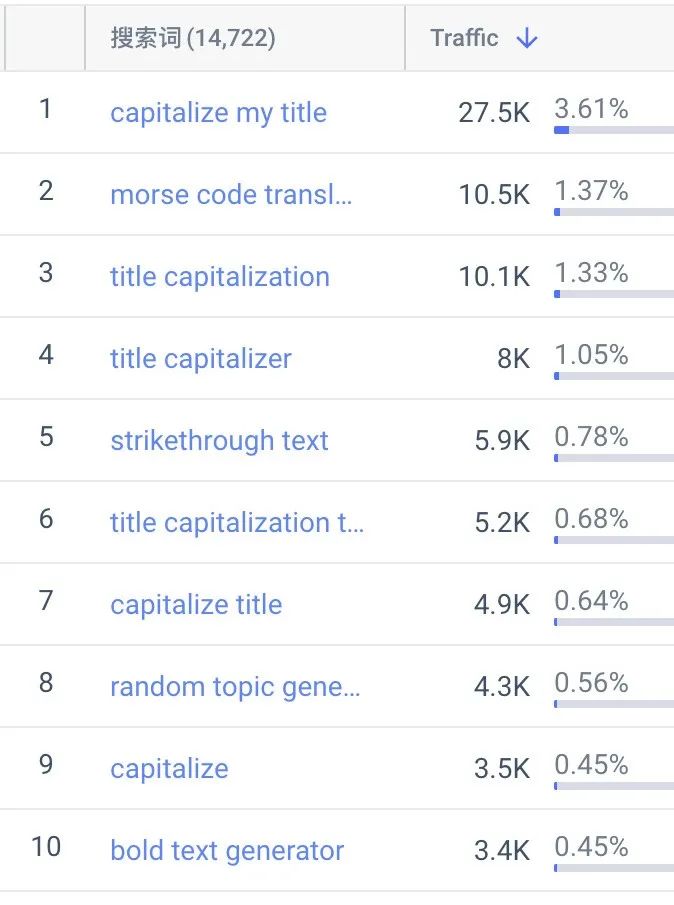 搜索词 (14,722) Traffic ↓
1 capitalize my title 27.5K 3.61%
2 morse code transl... 10.5K 1.37%
3 title capitalization 10.1K 1.33%
4 title capitalizer 8K 1.05%
5 strikethrough text 5.9K 0.78%
6 title capitalization t... 5.2K 0.68%
7 capitalize title 4.9K 0.64%
8 random topic gene... 4.3K 0.56%
9 capitalize 3.5K 0.45%
10 bold text generator 3.4K 0.45%